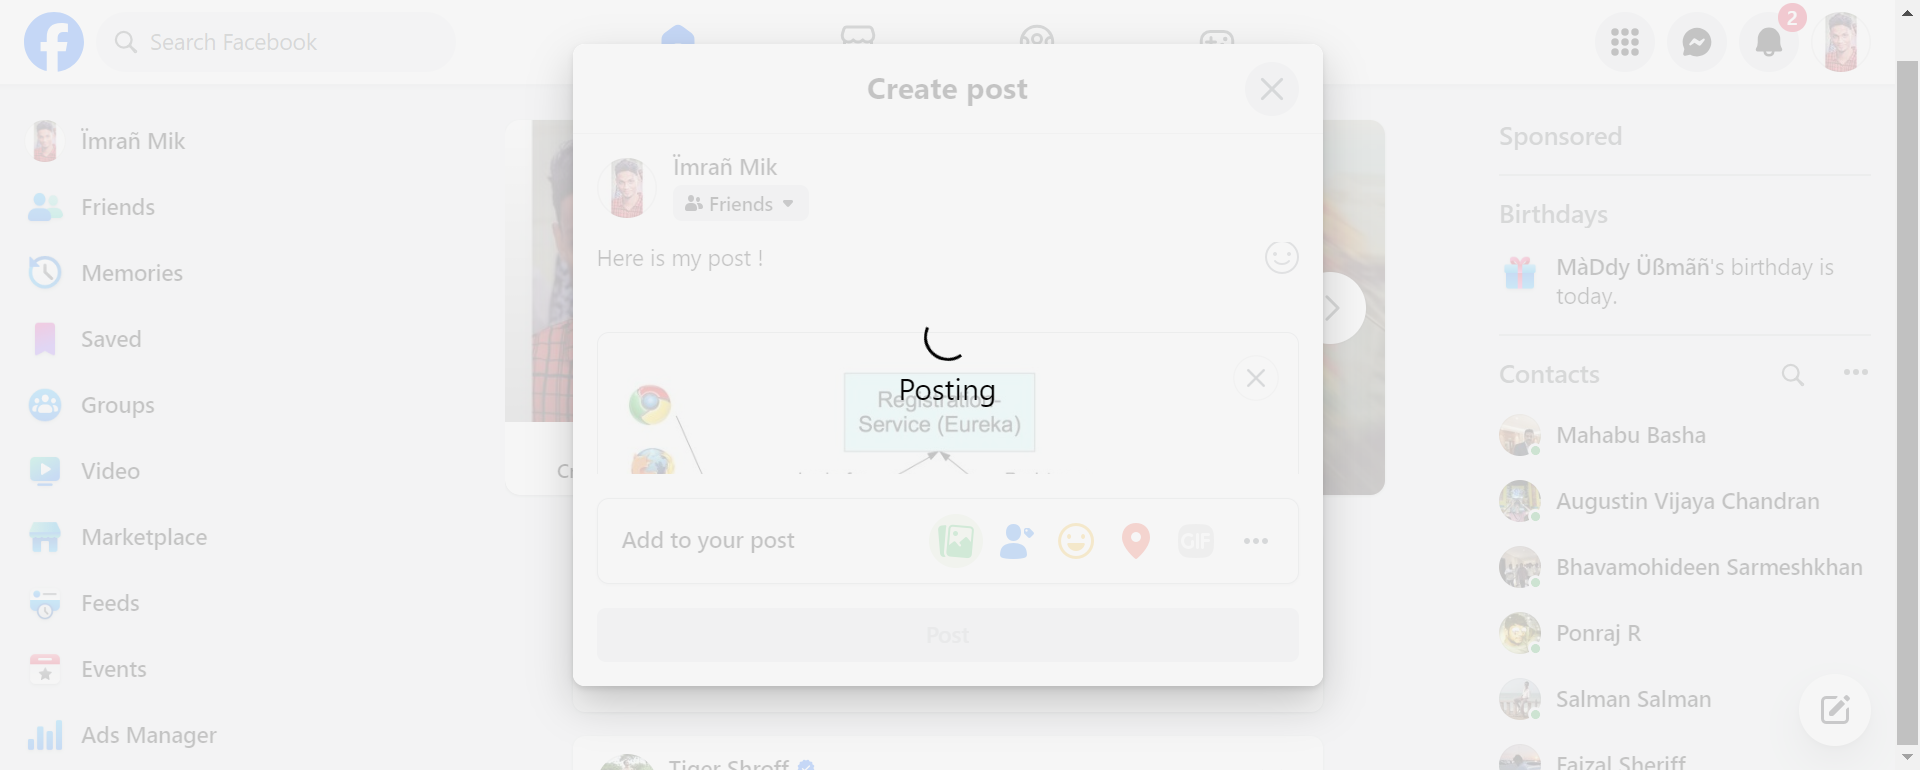 Search Facebook
2
Ïmrañ Mik
Friends
Memories
Saved
Groups
Video
Marketplace
Feeds
Events
Ads Manager
Create post
Ïmrañ Mik
Friends
Here is my post !
Posting
Registration-
Service (Eureka)
Add to your post
GIF
Post
Tiger Shroff
Sponsored
Birthdays
MàDdy Üßmãñ's birthday is
today.
Contacts
Mahabu Basha
Augustin Vijaya Chandran
Bhavamohideen Sarmeshkhan
Ponraj R
Salman Salman
Faizal Sheriff